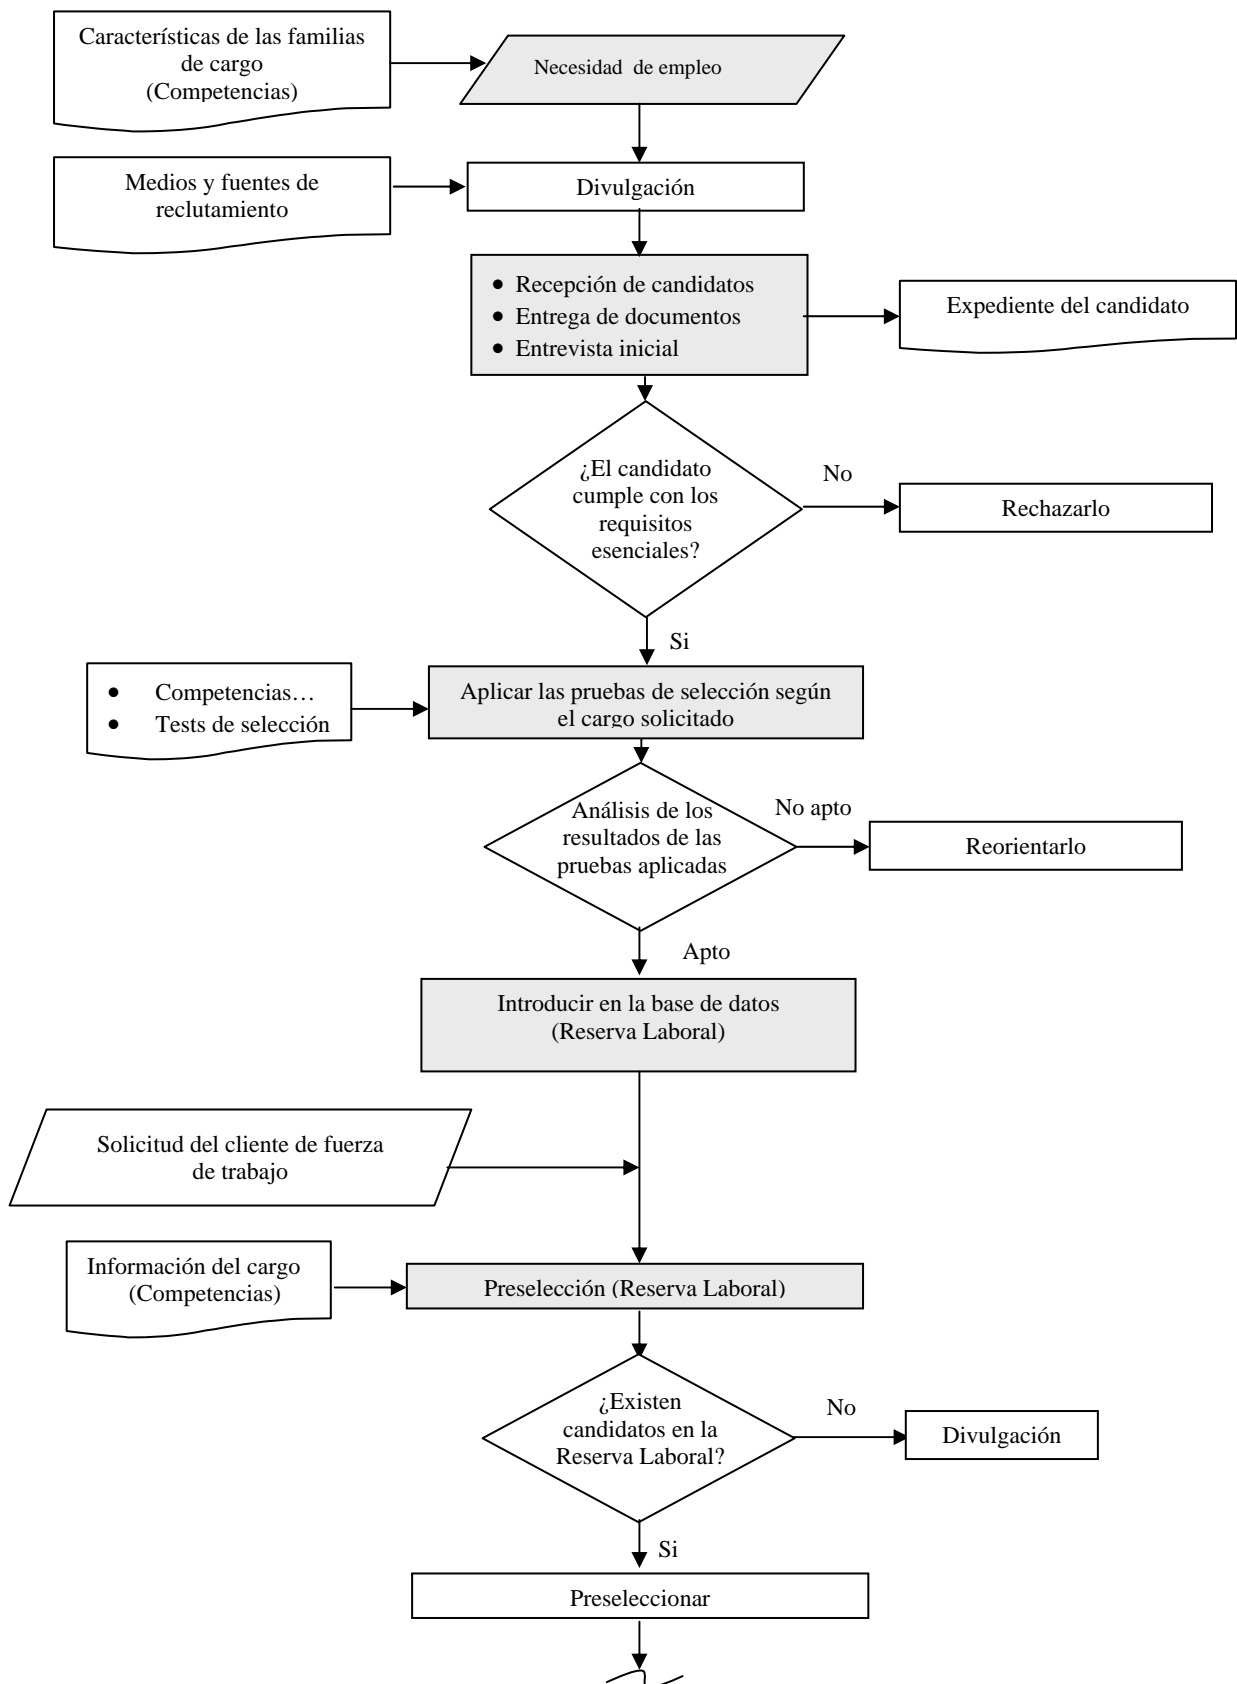 Características de las familias
de cargo
(Competencias)
Necesidad de empleo
Medios y fuentes de
reclutamiento
Divulgación
• Recepción de candidatos
• Entrega de documentos
• Entrevista inicial
Expediente del candidato
¿El candidato
cumple con los
requisitos
esenciales?
No
Rechazarlo
Si
• Competencias…
• Tests de selección
Aplicar las pruebas de selección según
el cargo solicitado
Análisis de los
resultados de las
pruebas aplicadas
No apto
Reorientarlo
Apto
Introducir en la base de datos
(Reserva Laboral)
Solicitud del cliente de fuerza
de trabajo
Información del cargo
(Competencias)
Preselección (Reserva Laboral)
¿Existen
candidatos en la
Reserva Laboral?
No
Divulgación
Si
Preseleccionar